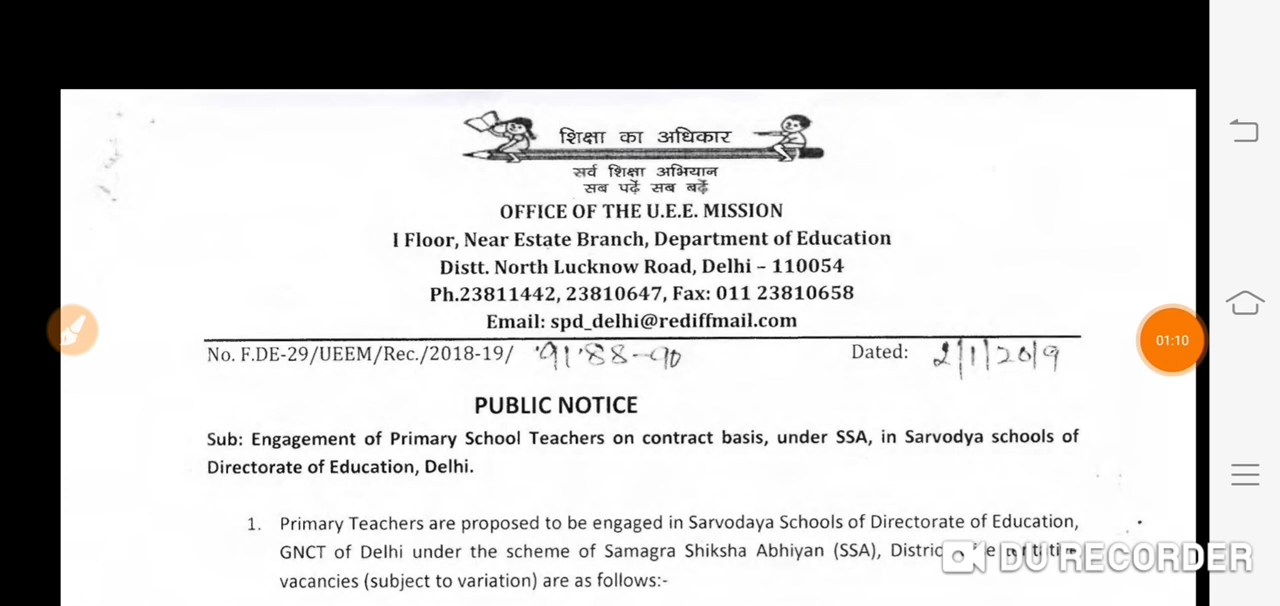 शिक्षा का अधिकार
सर्व शिक्षा अभियान
सब पढ़ें सब बढ़ें
OFFICE OF THE U.E.E. MISSION
I Floor, Near Estate Branch, Department of Education
Distt. North Lucknow Road, Delhi – 110054
Ph.23811442, 23810647, Fax: 011 23810658
Email: spd_delhi@rediffmail.com
No. F.DE-29/UEEM/Rec./2018-19/ 9188-90 Dated: 2/1/2019
01:10
PUBLIC NOTICE
Sub: Engagement of Primary School Teachers on contract basis, under SSA, in Sarvodya schools of
Directorate of Education, Delhi.
1. Primary Teachers are proposed to be engaged in Sarvodaya Schools of Directorate of Education,
GNCT of Delhi under the scheme of Samagra Shiksha Abhiyan (SSA),
DU RECORDER
vacancies (subject to variation) are as follows:-